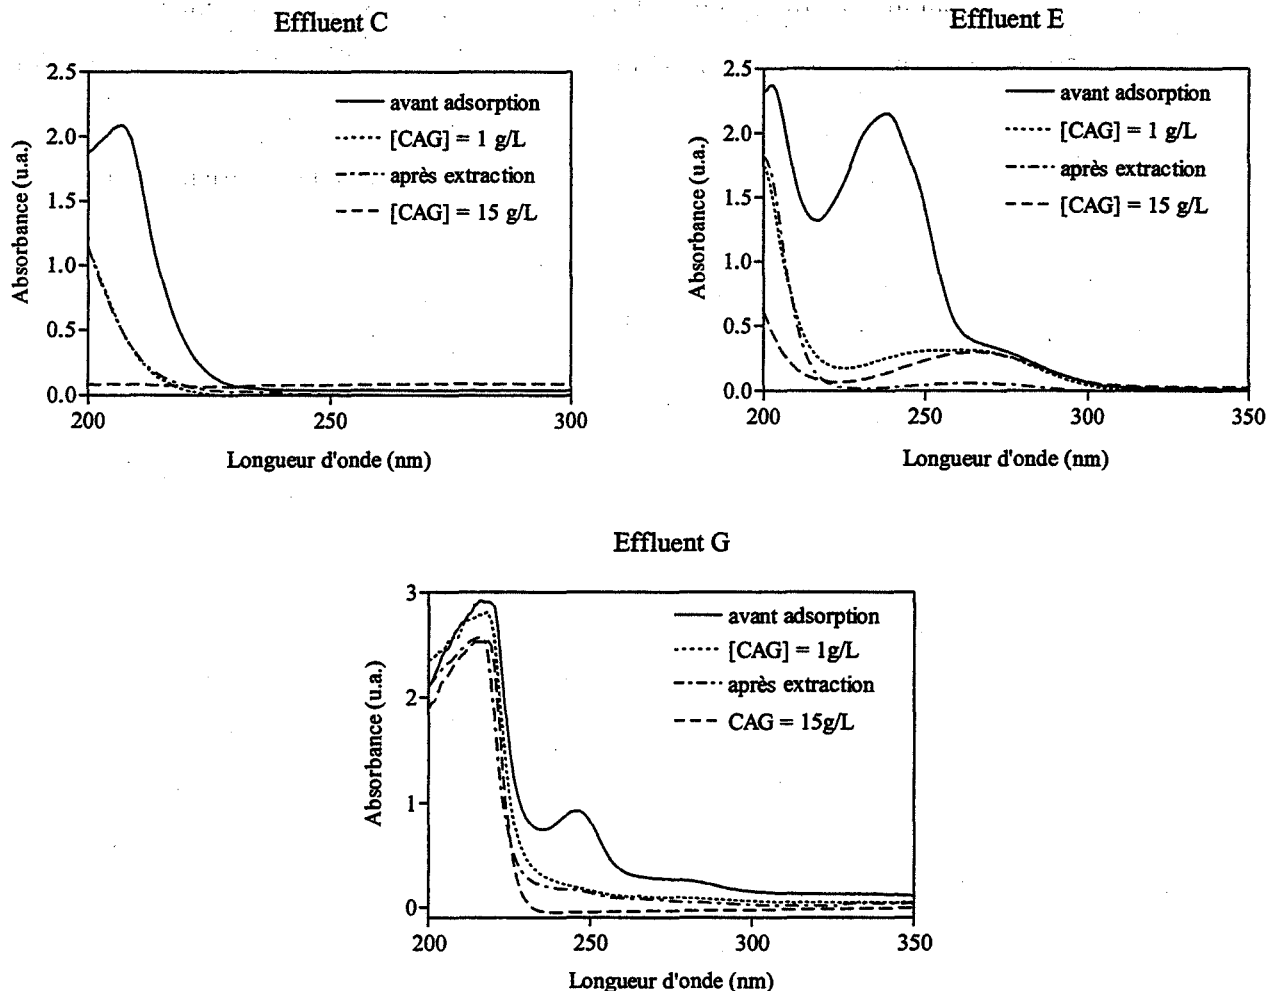 Effluent C
2.5
2.0
1.5
1.0
0.5
0.0
200
250
300
Absorbance (u.a.)
Longueur d'onde (nm)
avant adsorption
[CAG] = 1 g/L
après extraction
[CAG] = 15 g/L
Effluent E
2.5
2.0
1.5
1.0
0.5
0.0
200
250
300
350
Absorbance (u.a.)
Longueur d'onde (nm)
avant adsorption
[CAG] = 1 g/L
après extraction
[CAG] = 15 g/L
Effluent G
3
2
1
0
200
250
300
350
Absorbance (u.a.)
Longueur d'onde (nm)
avant adsorption
[CAG] = 1g/L
après extraction
CAG = 15g/L